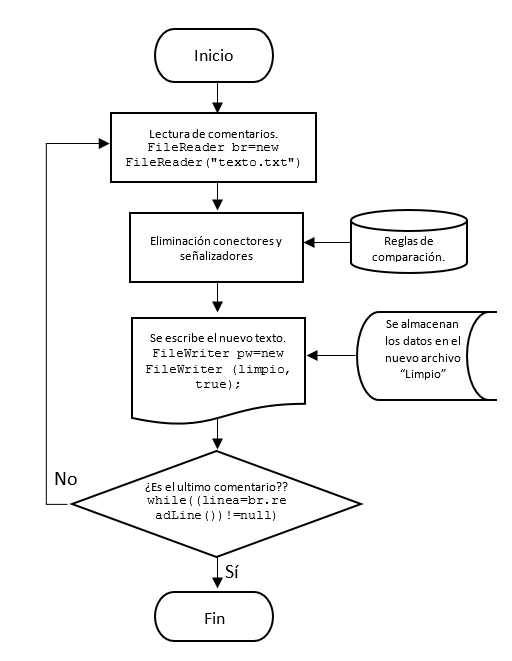 Inicio
Lectura de comentarios.
FileReader br=new
FileReader("texto.txt")
Eliminación conectores y
señalizadores
Reglas de
comparación.
Se escribe el nuevo texto.
FileWriter pw=new
FileWriter (limpio,
true);
Se almacenan
los datos en el
nuevo archivo
“Limpio”
¿Es el ultimo comentario??
while((linea=br.re
adLine())!=null)
No
Sí
Fin